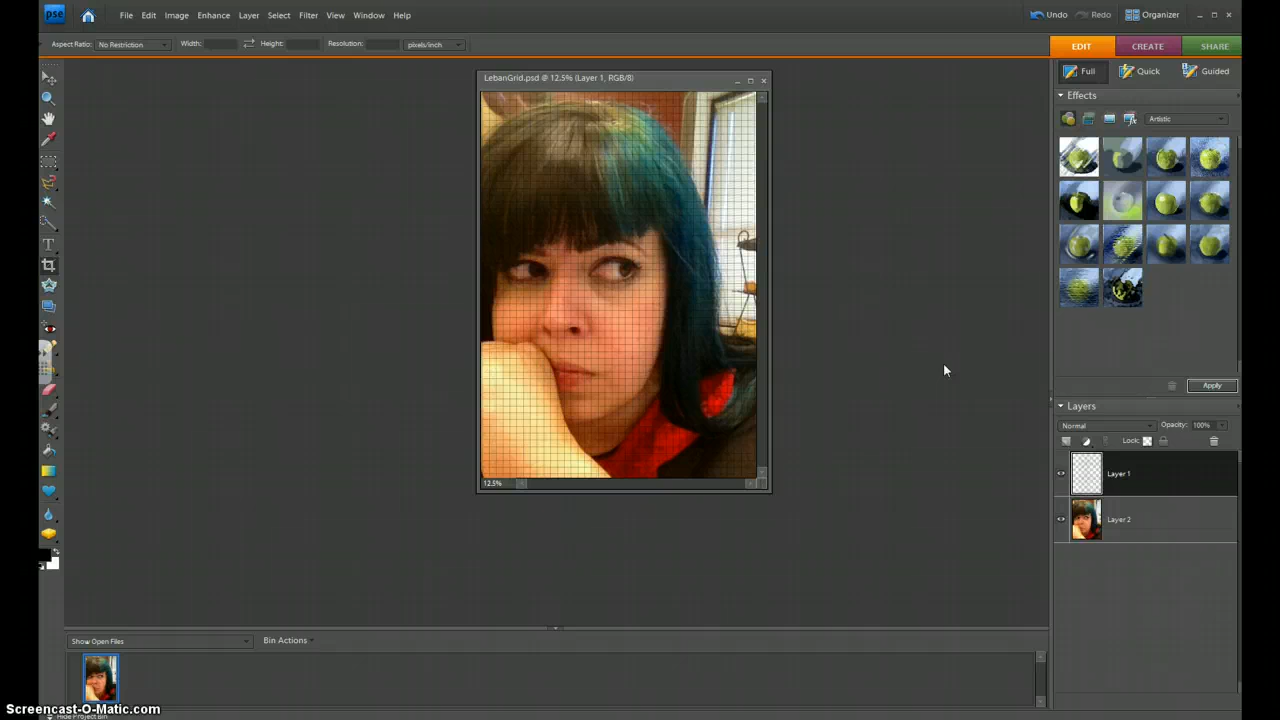 pse File Edit Image Enhance Layer Select Filter View Window Help Undo Redo Organizer
Aspect Ratio: No Restriction Width: Height: Resolution: pixels/inch EDIT CREATE SHARE
Full Quick Guided
LebanGrid.psd @ 12.5% (Layer 1, RGB/8)
Effects
Artistic
Apply
Layers
Normal Opacity: 100%
Lock:
Layer 1
12.5%
Layer 2
Show Open Files Bin Actions
Screencast-O-Matic.com
Hide Project Bin